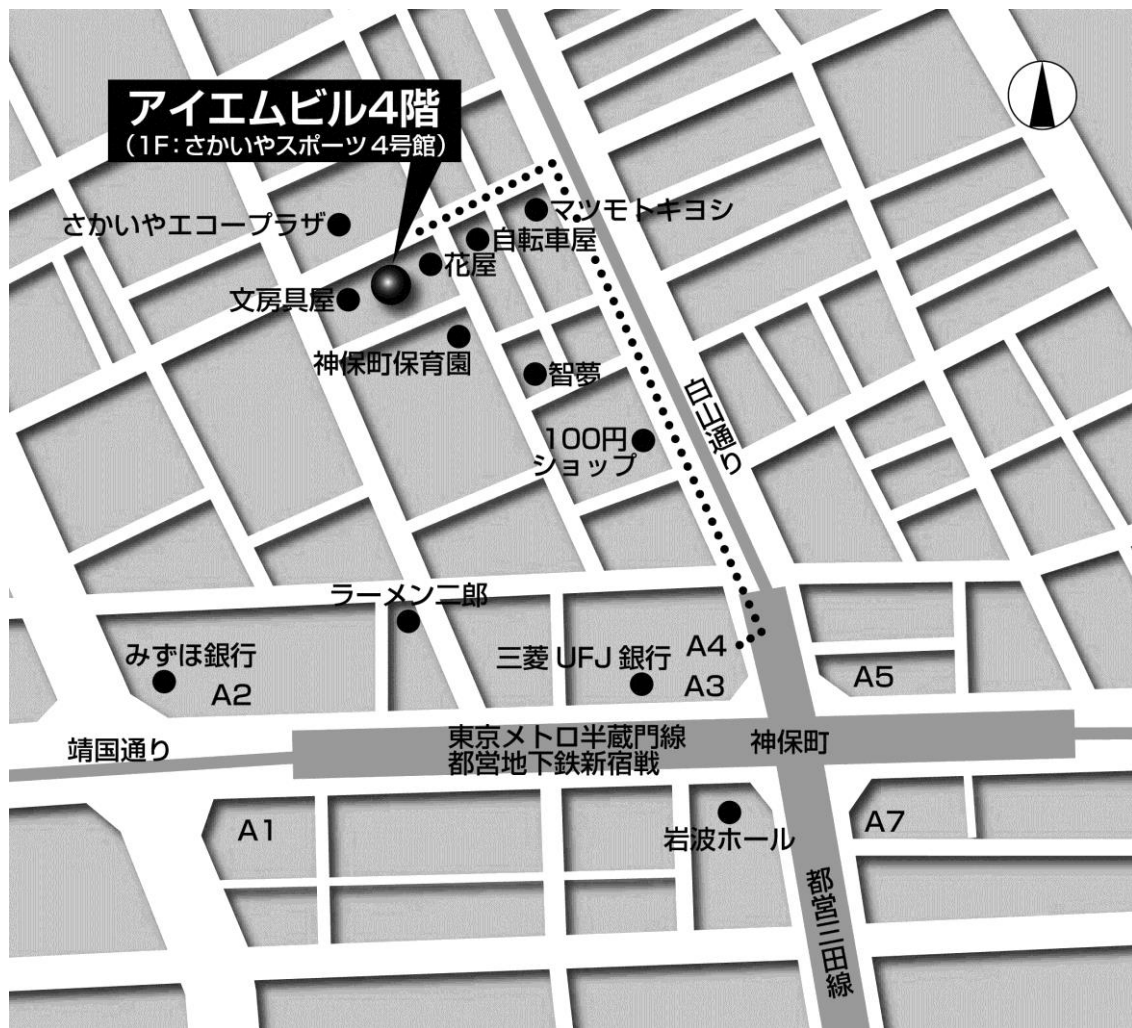 アイエムビル4階
(1F:さかいやスポーツ4号館)
さかいやエコープラザ
マツモトキヨシ
自転車屋
花屋
文房具屋
神保町保育園
智夢
白山通り
100円
ショップ
ラーメン二郎
みずほ銀行
A2
三菱UFJ銀行
A4
A3
A5
靖国通り
東京メトロ半蔵門線
都営地下鉄新宿戦
神保町
A1
岩波ホール
A7
都営三田線